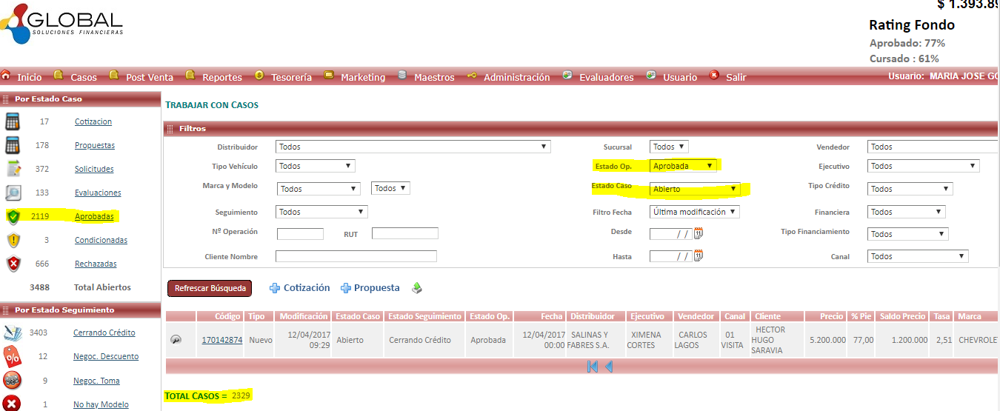 $ 1.393.89
GLOBAL
SOLUCIONES FINANCIERAS
Rating Fondo
Aprobado: 77%
Cursado : 61%
Inicio Casos Post Venta Reportes Tesorería Marketing Maestros Administración Evaluadores Usuario Salir Usuario: MARIA JOSE GO
Por Estado Caso
17 Cotizacion
178 Propuestas
372 Solicitudes
133 Evaluaciones
2119 Aprobadas
3 Condicionadas
666 Rechazadas
3488 Total Abiertos
Por Estado Seguimiento
3403 Cerrando Crédito
12 Negoc. Descuento
9 Negoc. Toma
1 No hay Modelo
TRABAJAR CON CASOS
Filtros
Distribuidor Todos Sucursal Todos Vendedor Todos
Tipo Vehículo Todos Estado Op. Aprobada Ejecutivo Todos
Marca y Modelo Todos Todos Estado Caso Abierto Tipo Crédito Todos
Seguimiento Todos Filtro Fecha Última modificación Financiera Todos
Nº Operación RUT Desde / / Tipo Financiamiento Todos
Cliente Nombre Hasta / / Canal Todos
Refrescar Búsqueda Cotización Propuesta
Código Tipo Modificación Estado Caso Estado Seguimiento Estado Op. Fecha Distribuidor Ejecutivo Vendedor Canal Cliente Precio % Pie Saldo Precio Tasa Marca
170142874 Nuevo 12/04/2017 09:29 Abierto Cerrando Crédito Aprobada 12/04/2017 00:00 SALINAS Y FABRES S.A. XIMENA CORTES CARLOS LAGOS 01 VISITA HECTOR HUGO SARAVIA 5.200.000 77,00 1.200.000 2,51 CHEVROLE
TOTAL CASOS = 2329